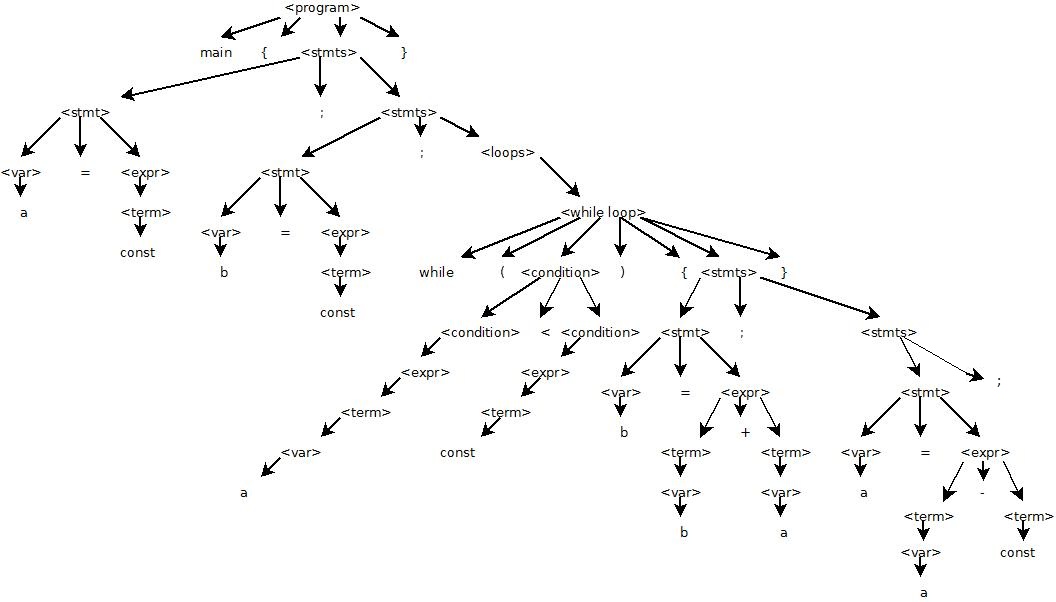 <program>
main { <stmts> }
<stmt> ; <stmts>
; <loops>
<var> = <expr> <stmt>
a <term> <while loop>
<var> = <expr>
const
b <term> while ( <condition> ) { <stmts> }
const
<condition> < <condition> <stmt> ; <stmts>
<expr> <expr> ;
<var> = <expr> <stmt>
<term> <term>
b + 
<var> const <term> <term> <var> = <expr>
a <var> <var> a -
<term> <term>
b a
<var> const
a